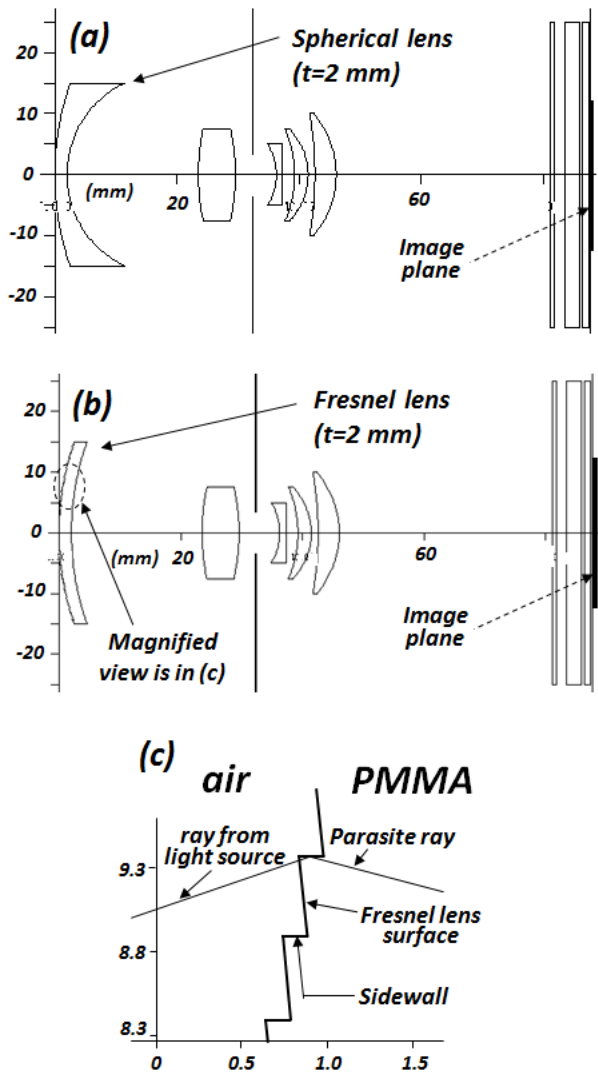 (a)
Spherical lens
(t=2 mm)
20
10
0
-10
-20
(mm)
20
60
Image
plane
(b)
Fresnel lens
(t=2 mm)
20
10
0
-10
-20
(mm)
20
60
Magnified
view is in (c)
Image
plane
(c)
air
PMMA
ray from
light source
Parasite ray
9.3
Fresnel lens
surface
8.8
Sidewall
8.3
0
0.5
1.0
1.5